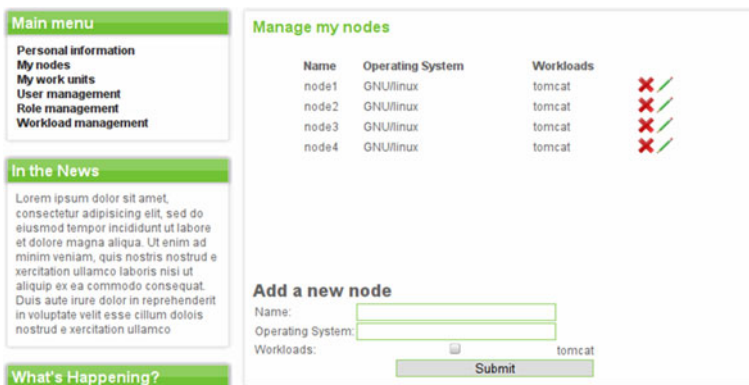 Main menu
Personal information
My nodes
My work units
User management
Role management
Workload management
In the News
Lorem ipsum dolor sit amet,
consectetur adipisicing elit, sed do
eiusmod tempor incididunt ut labore
et dolore magna aliqua. Ut enim ad
minim veniam, quis nostris nostrud e
xercitation ullamco laboris nisi ut
aliquip ex ea commodo consequat.
Duis aute irure dolor in reprehenderit
in voluptate velit esse cillum dolois
nostrud e xercitation ullamco
What's Happening?
Manage my nodes
Name Operating System Workloads
node1 GNU/linux tomcat
node2 GNU/linux tomcat
node3 GNU/linux tomcat
node4 GNU/linux tomcat
Add a new node
Name:
Operating System:
Workloads: tomcat
Submit